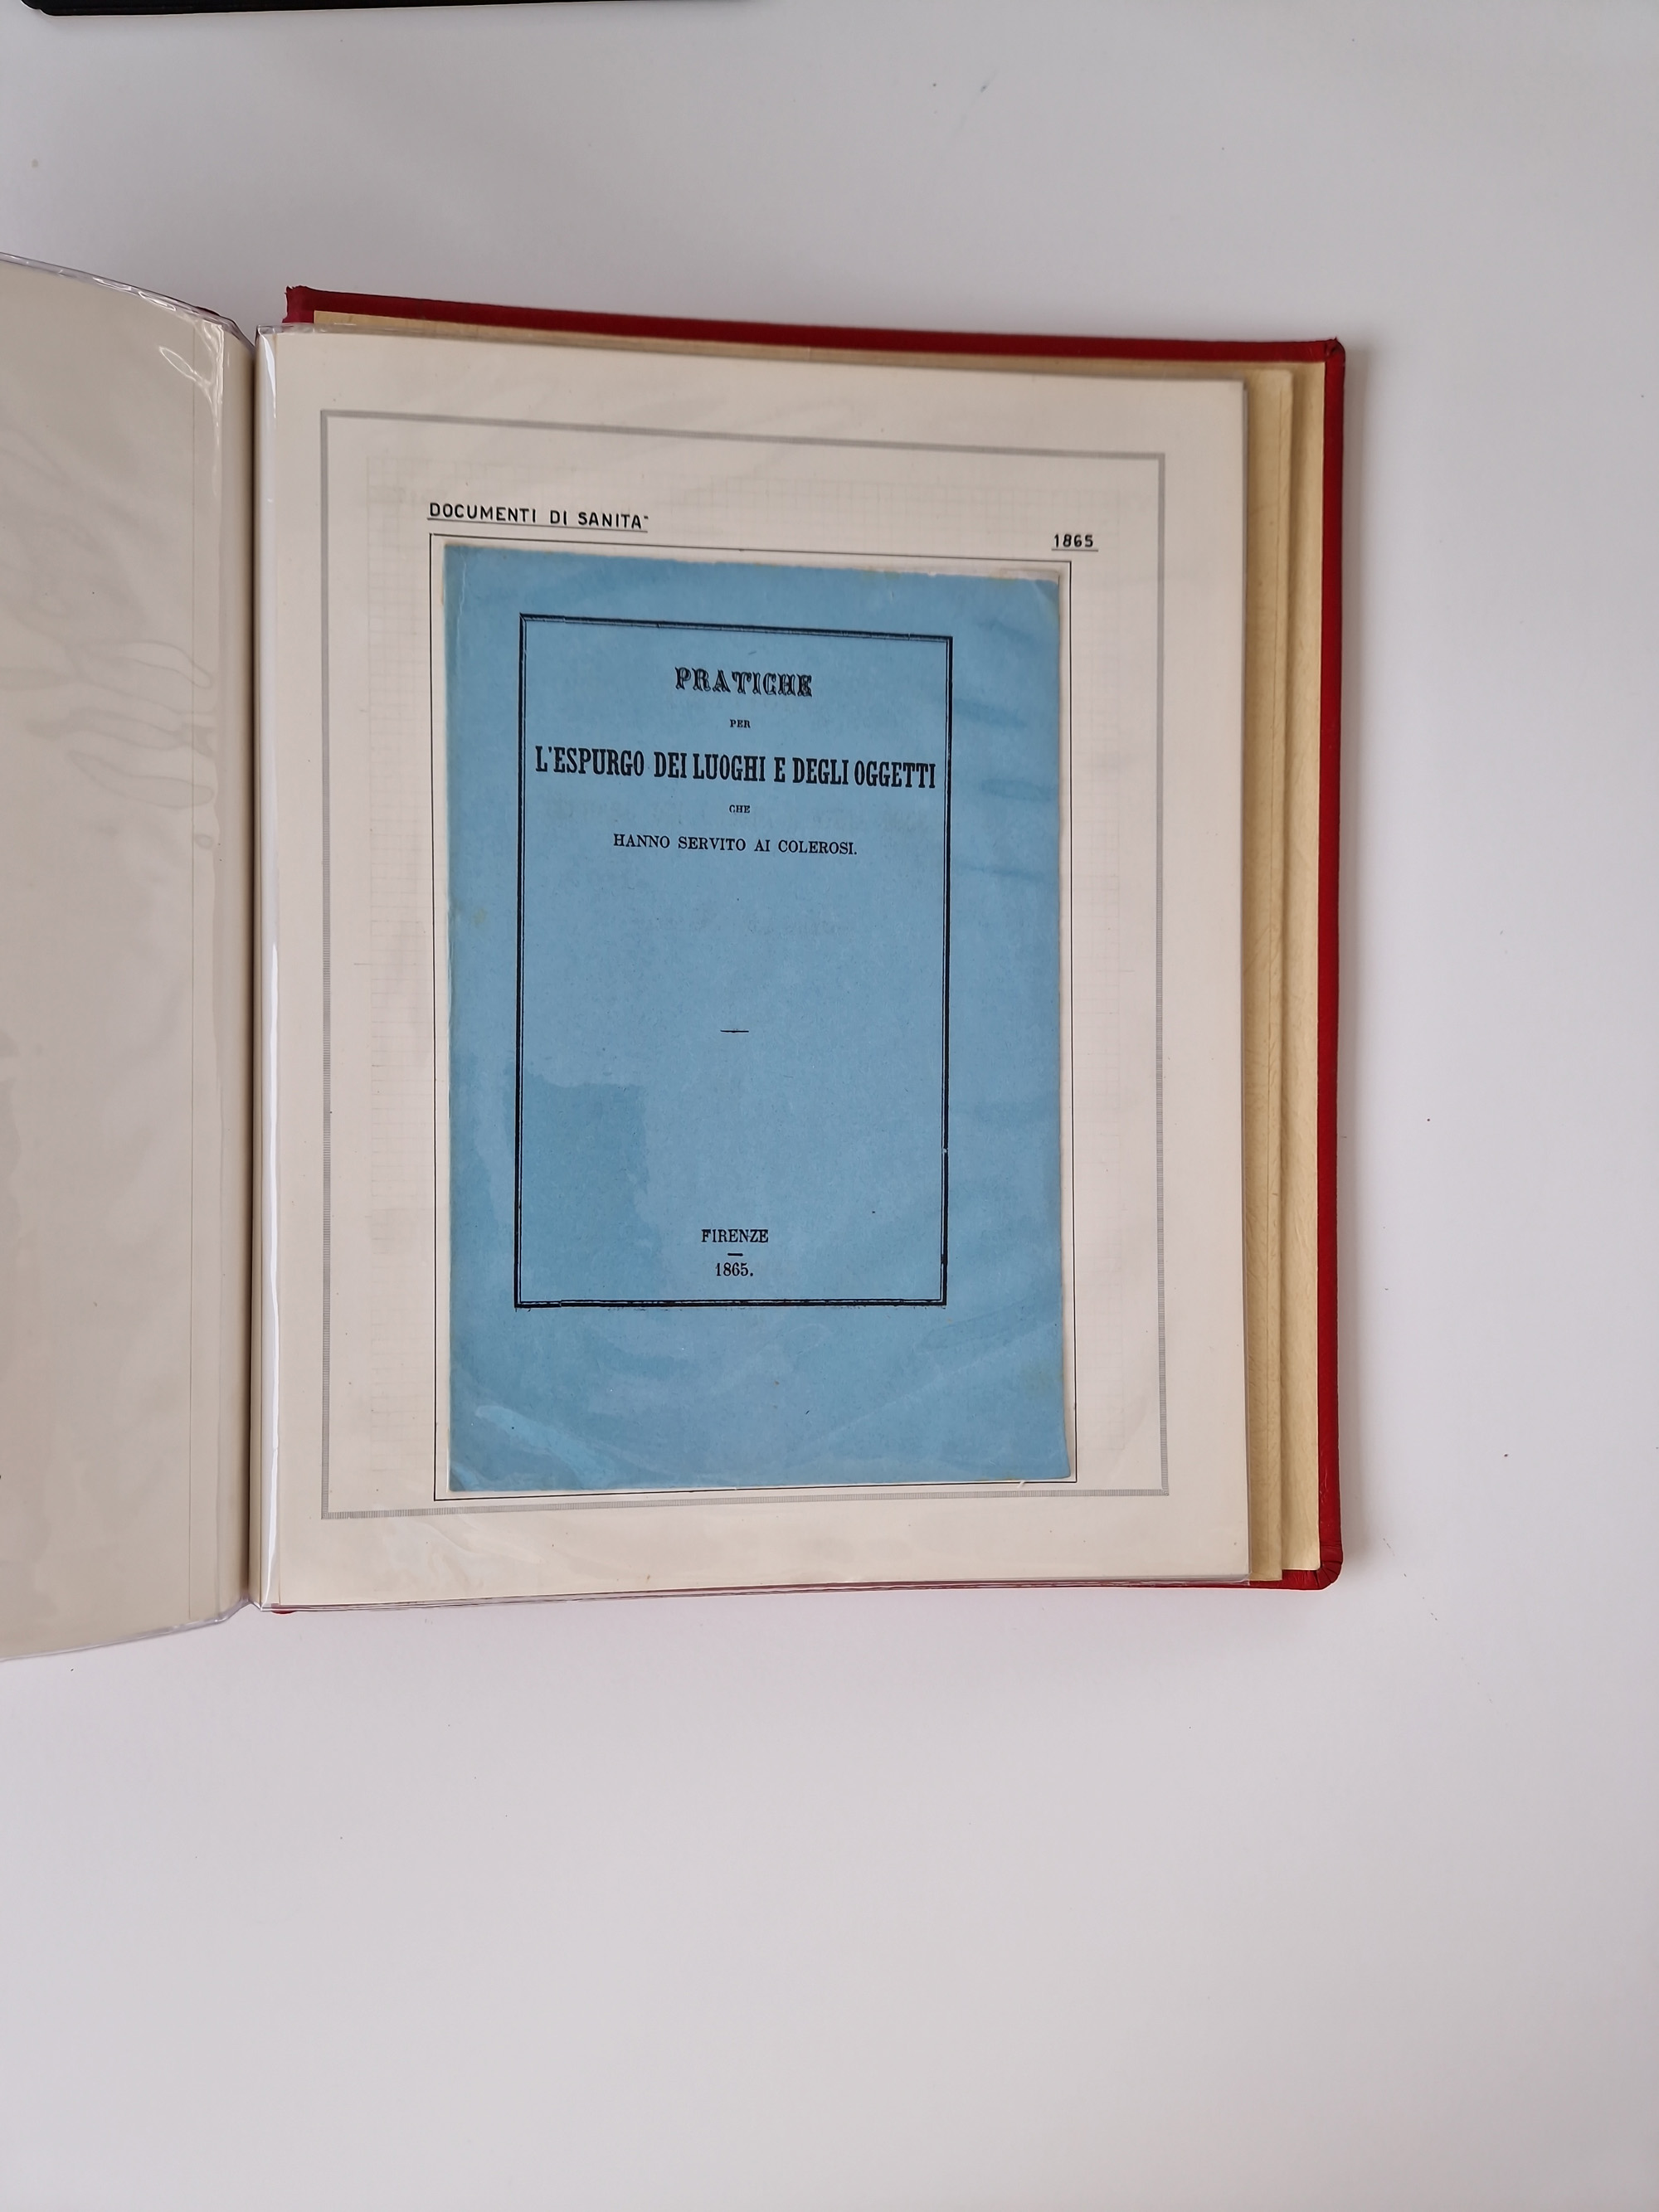 DOCUMENTI DI SANITA`
1865
PRATICHE
PER
L'ESPURGO DEI LUOGHI E DEGLI OGGETTI
CHE
HANNO SERVITO AI COLEROSI.
FIRENZE
1865.